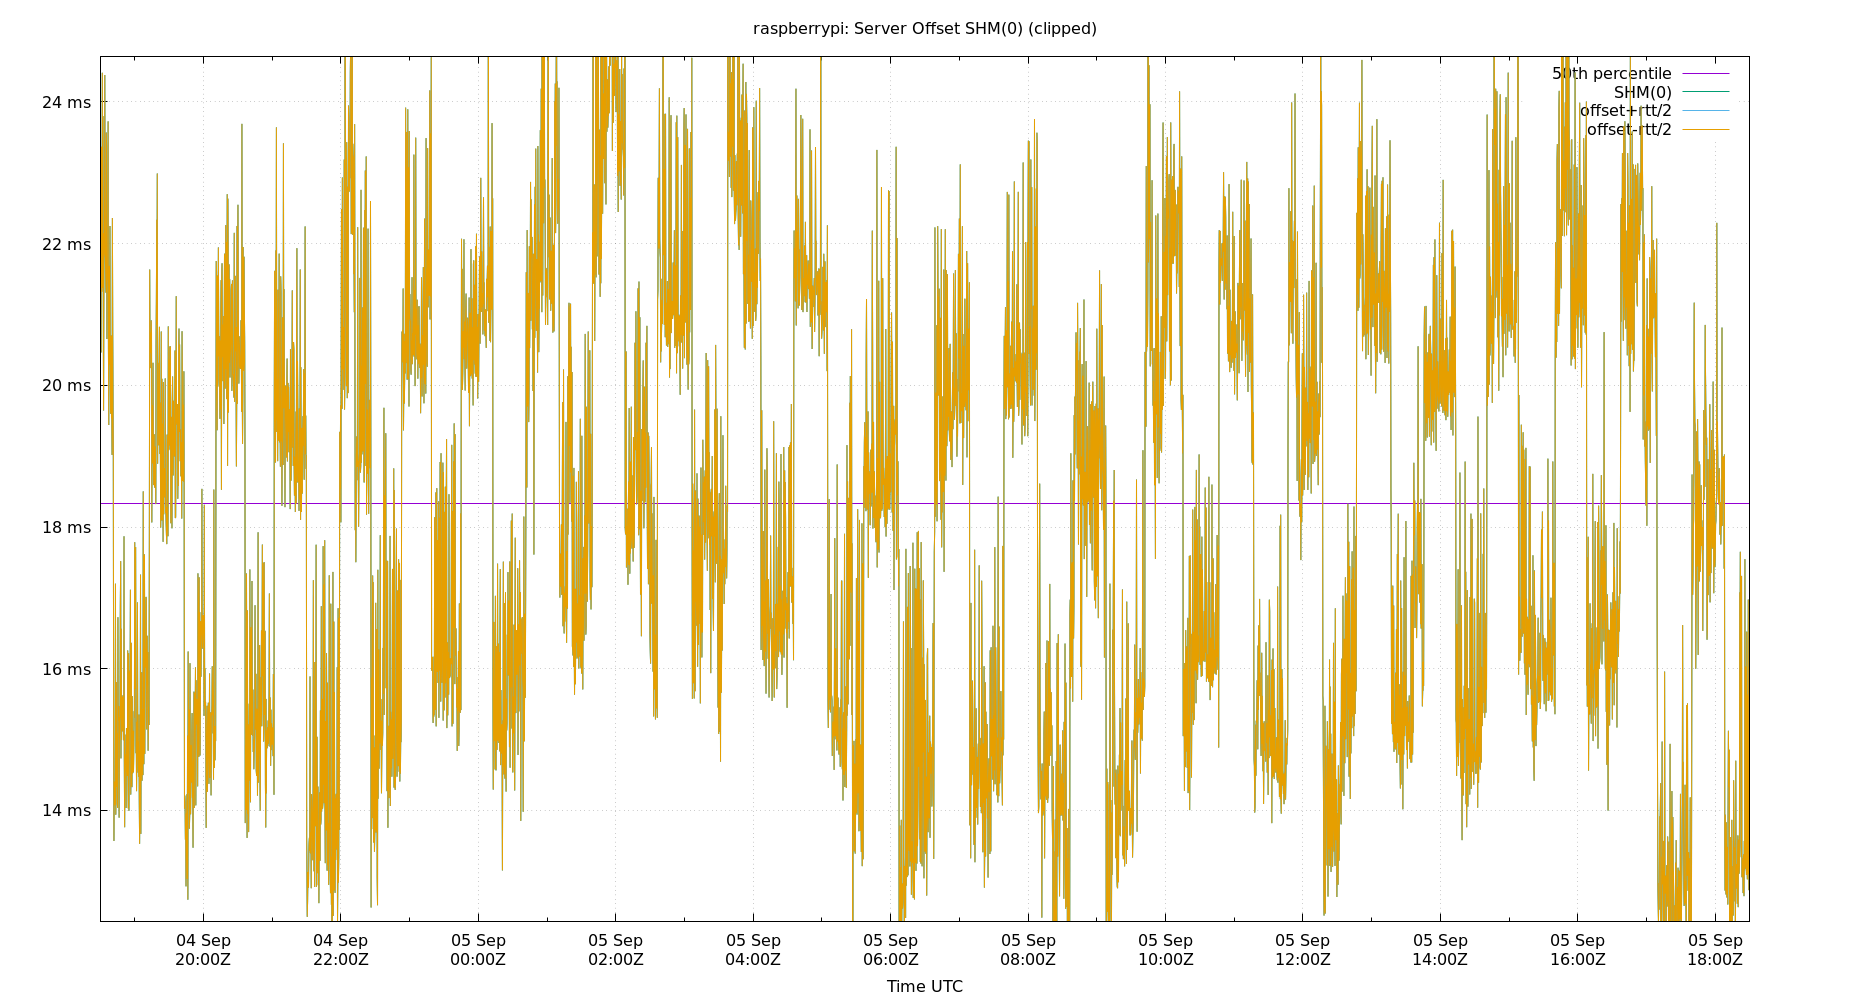 raspberrypi: Server Offset SHM(0) (clipped)
24 ms
22 ms
20 ms
18 ms
16 ms
14 ms
50th percentile
SHM(0)
offset+rtt/2
offset-rtt/2
04 Sep
20:00Z
04 Sep
22:00Z
05 Sep
00:00Z
05 Sep
02:00Z
05 Sep
04:00Z
05 Sep
06:00Z
05 Sep
08:00Z
05 Sep
10:00Z
05 Sep
12:00Z
05 Sep
14:00Z
05 Sep
16:00Z
05 Sep
18:00Z
Time UTC